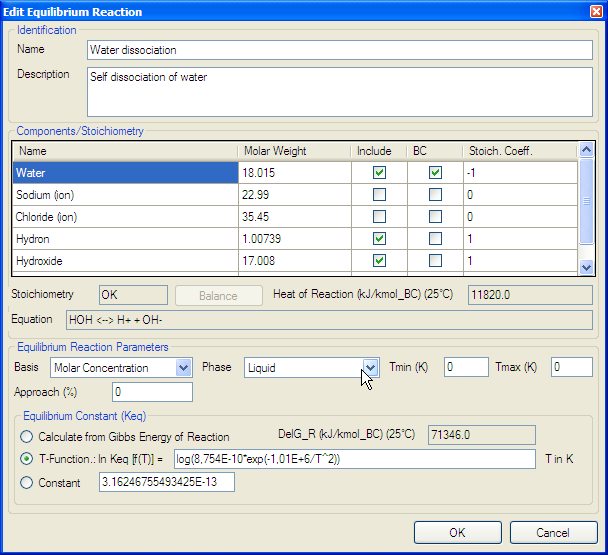 Edit Equilibrium Reaction
Identification
Name Water dissociation
Description Self dissociation of water
Components/Stoichiometry
Name Molar Weight Include BC Stoich. Coeff.
Water 18.015 -1
Sodium (ion) 22.99 0
Chloride (ion) 35.45 0
Hydron 1.00739 1
Hydroxide 17.008 1
Stoichiometry OK Balance Heat of Reaction (kJ/kmol_BC) (25°C) 11820.0
Equation HOH <--> H+ + OH-
Equilibrium Reaction Parameters
Basis Molar Concentration Phase Liquid Tmin (K) 0 Tmax (K) 0
Approach (%) 0
Equilibrium Constant (Keq)
Calculate from Gibbs Energy of Reaction DelG_R (kJ/kmol_BC) (25°C) 71346.0
T-Function.: ln Keq [f(T)] = log(8,754E-10*exp(-1,01E+6/T^2)) T in K
Constant 3.16246755493425E-13
OK Cancel